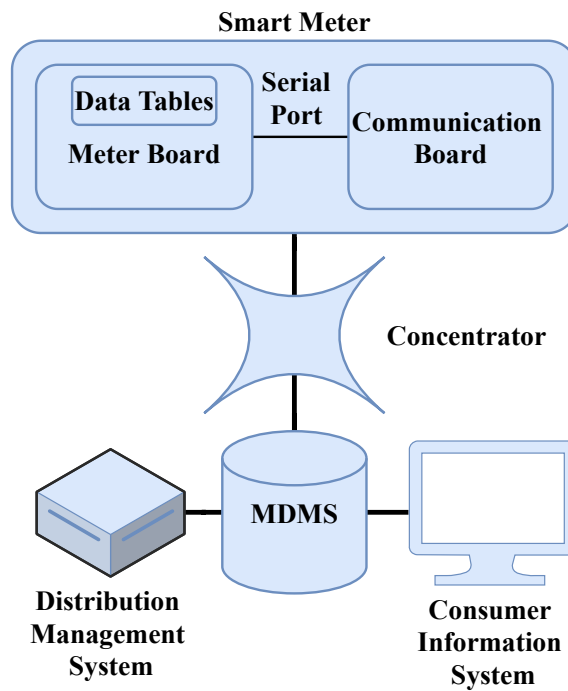 Smart Meter
Data Tables
Meter Board
Serial
Port
Communication
Board
Concentrator
MDMS
Distribution
Management
System
Consumer
Information
System